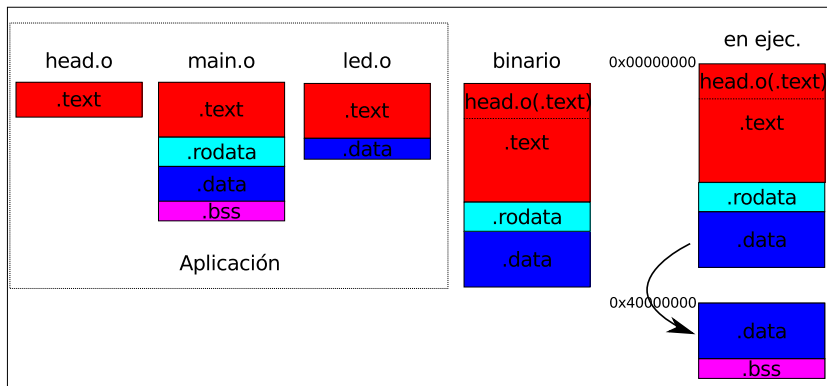 head.o
.text
main.o
.text
.rodata
.data
.bss
led.o
.text
.data
Aplicación
binario
head.o(.text)
.text
.rodata
.data
en ejec.
0x00000000
head.o(.text)
.text
.rodata
.data
0x40000000
.data
.bss